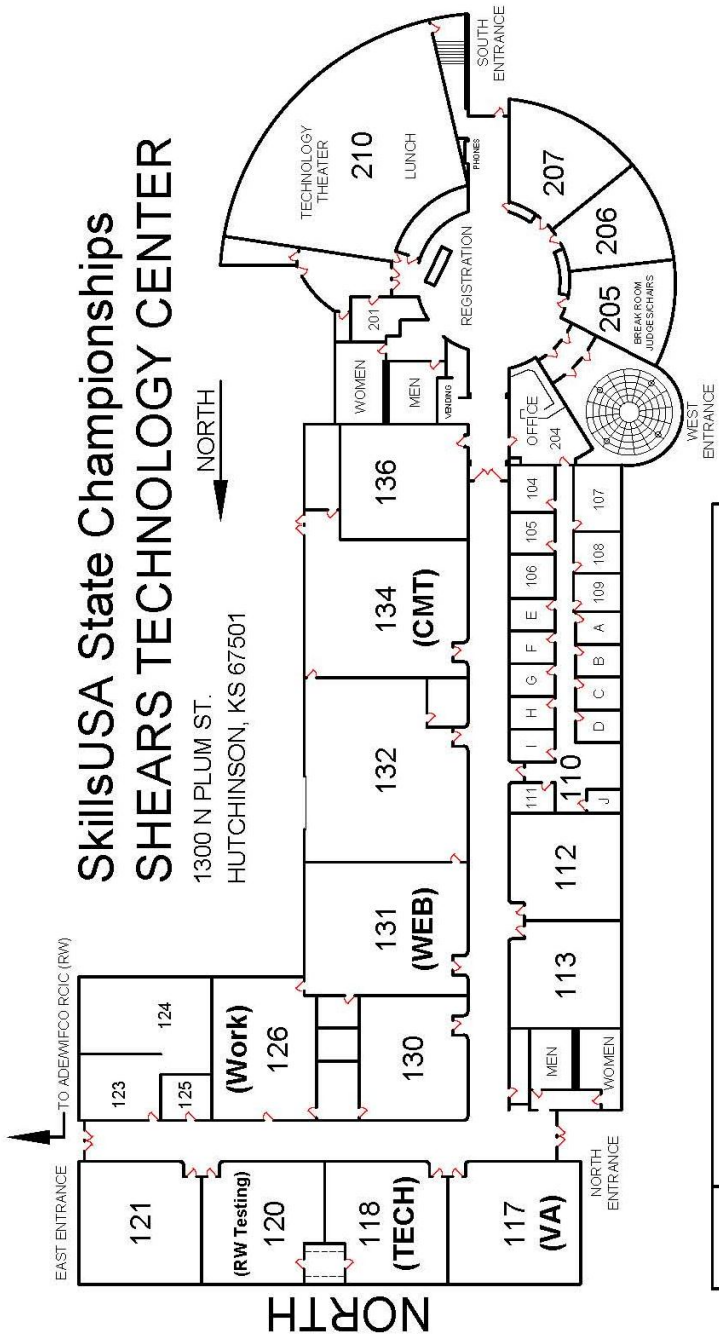 SkillsUSA State Championships
SHEARS TECHNOLOGY CENTER
1300 N PLUM ST.
HUTCHINSON, KS 67501
NORTH
TO ADE/WIFCO RCIC (RW)
EAST ENTRANCE
121
120
(RW Testing)
118
(TECH)
117
(VA)
NORTH
ENTRANCE
NORTH
123
124
125
(Work)
126
130
131
(WEB)
132
134
(CMT)
136
WOMEN
MEN
VENDING
201
TECHNOLOGY
THEATER
210
LUNCH
PHONES
SOUTH
ENTRANCE
REGISTRATION
207
206
205
BREAK ROOM
JUDGES/CHAIRS
WEST
ENTRANCE
OFFICE
204
104
105
106
E
F
G
H
I
111
110
107
108
109
A
B
C
D
J
112
113
MEN
WOMEN